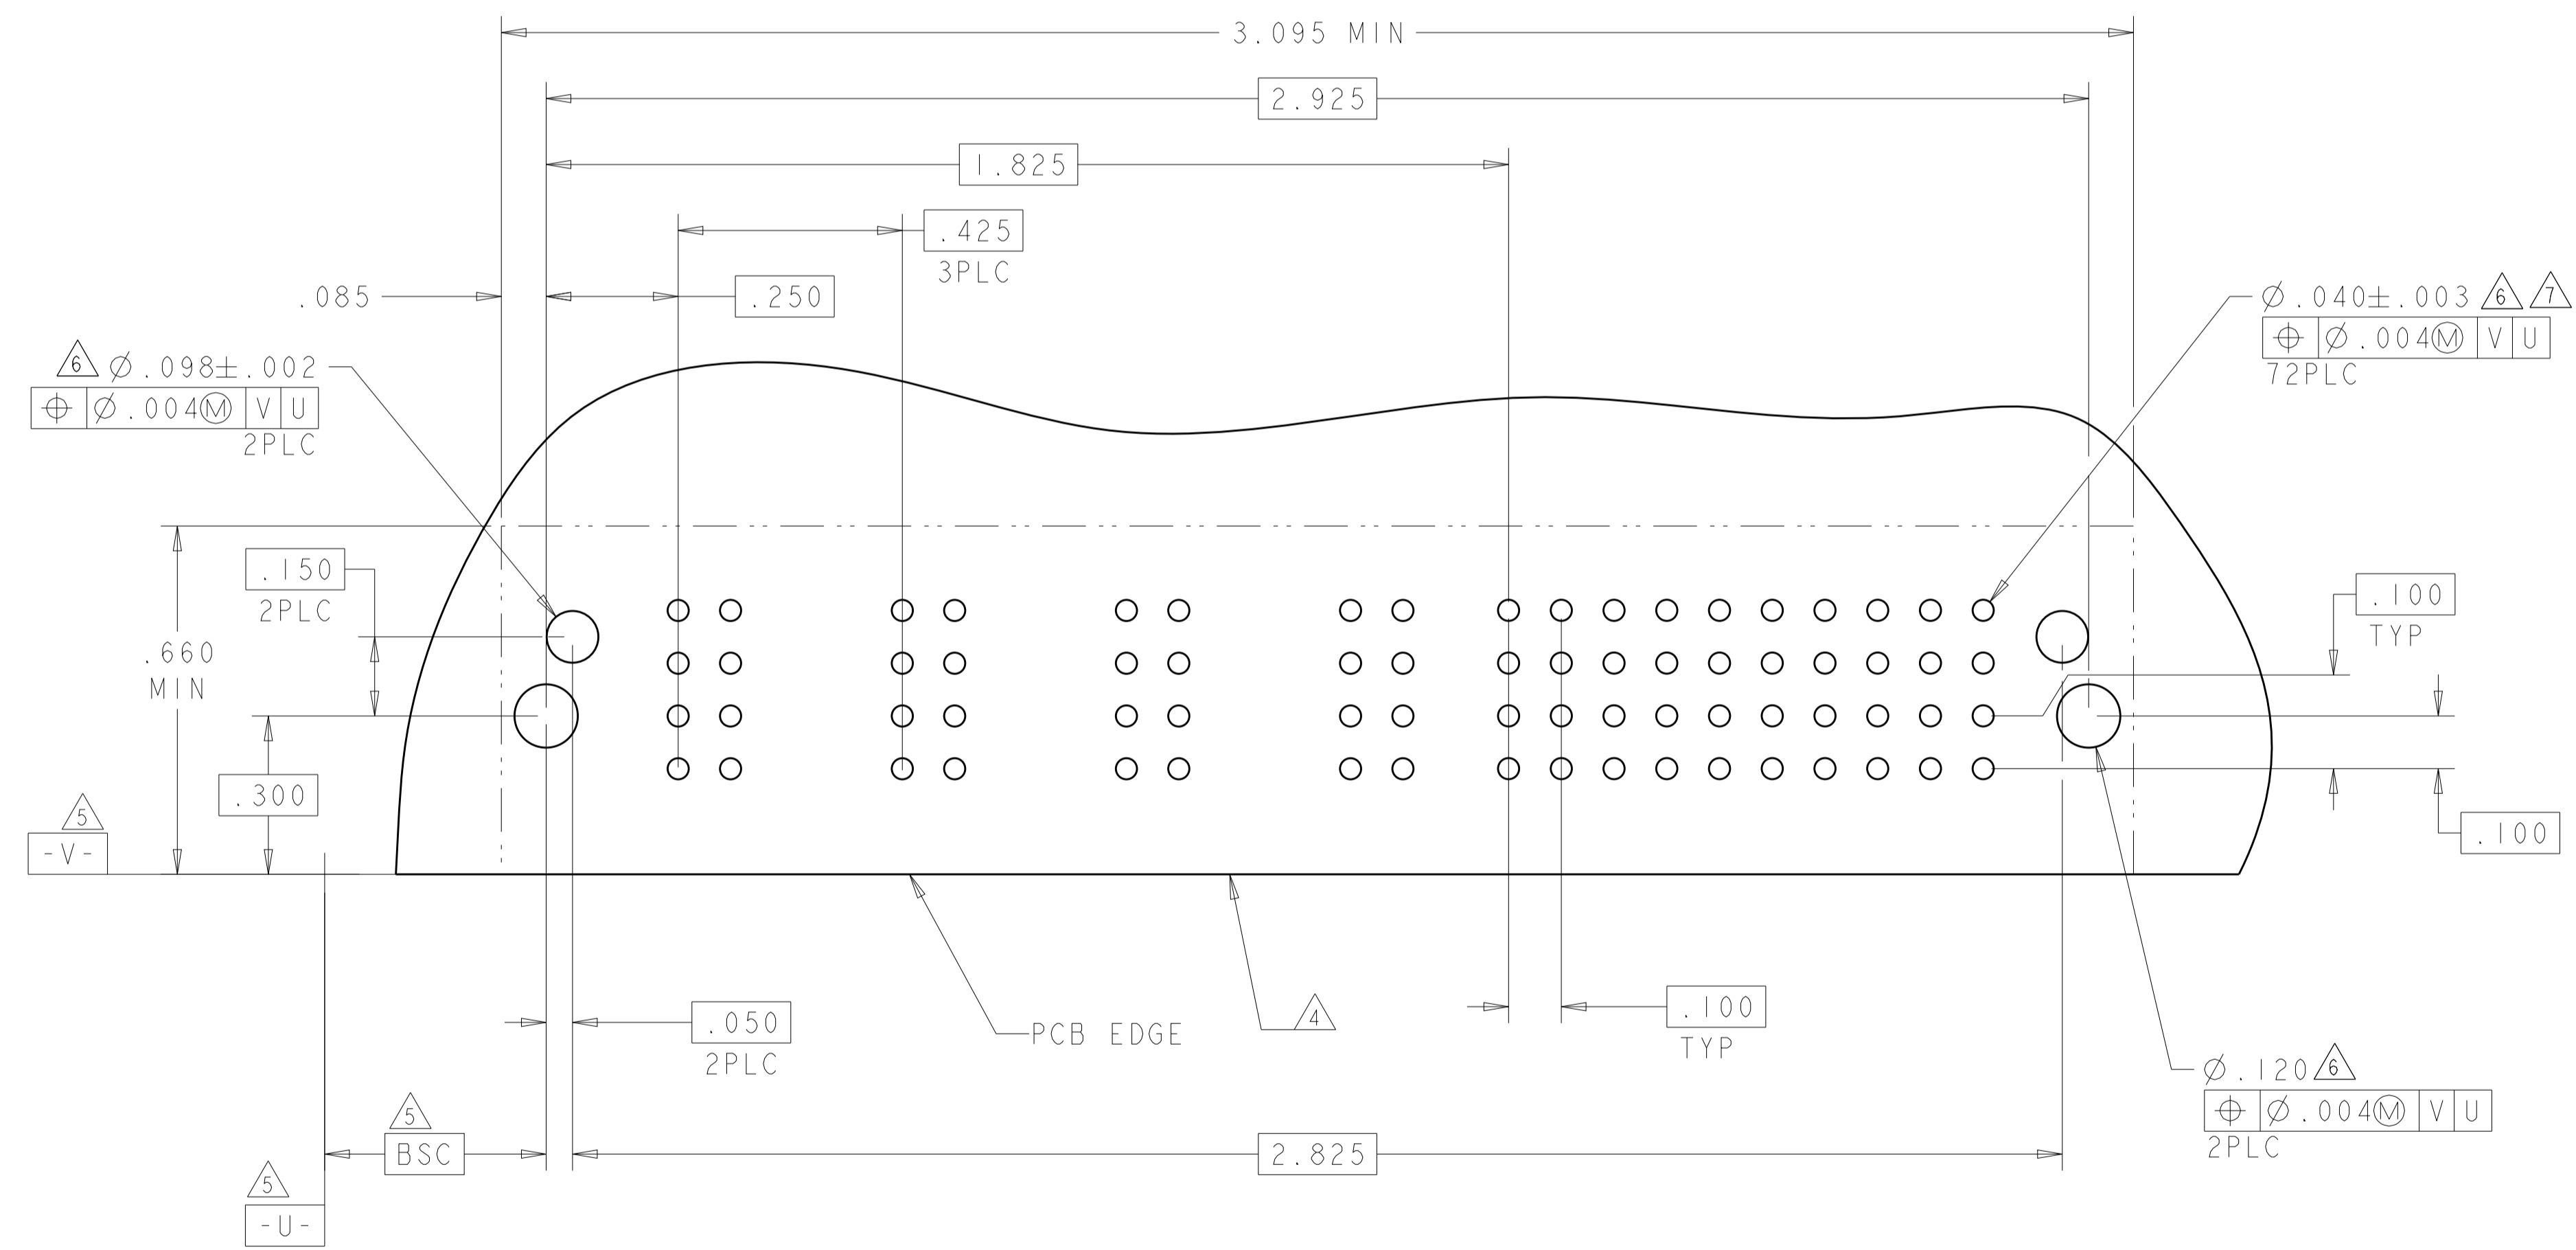 3.095 MIN
2.925
1.825
.425
3PLC
.085
.250
6 Ø.098±.002
⌖ Ø.004Ⓜ V U
2PLC
Ø.040±.003 6 7
⌖ Ø.004Ⓜ V U
72PLC
.150
2PLC
.660
MIN
.100
TYP
.300
5
-V-
.100
.050
2PLC
PCB EDGE
4
.100
TYP
Ø.120 6
⌖ Ø.004Ⓜ V U
2PLC
5
BSC
2.825
5
-U-